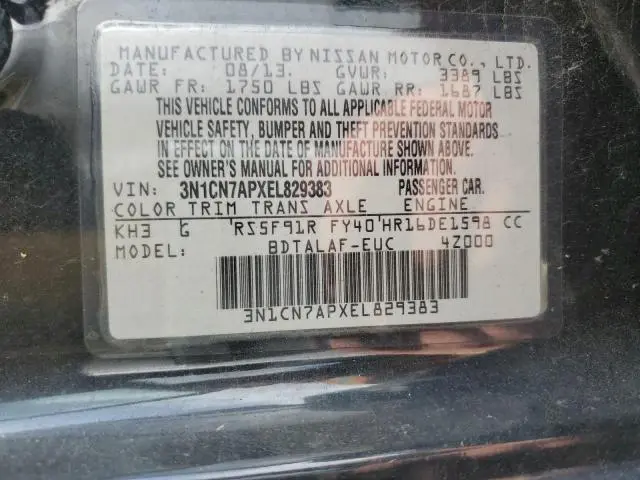 MANUFACTURED BY NISSAN MOTOR CO., LTD.
DATE: 08/13. GVWR: 3389 LBS
GAWR FR: 1750 LBS GAWR RR: 1687 LBS
THIS VEHICLE CONFORMS TO ALL APPLICABLE FEDERAL MOTOR
VEHICLE SAFETY, BUMPER AND THEFT PREVENTION STANDARDS
IN EFFECT ON THE DATE OF MANUFACTURE SHOWN ABOVE.
SEE OWNER'S MANUAL FOR ADDITIONAL INFORMATION.
VIN: 3N1CN7APXEL829383 PASSENGER CAR.
COLOR TRIM TRANS AXLE ENGINE
KH3 G RS5F91R FY40 HR16DE1598 CC
MODEL: BDTALAF-EUC 4Z000
3N1CN7APXEL829383